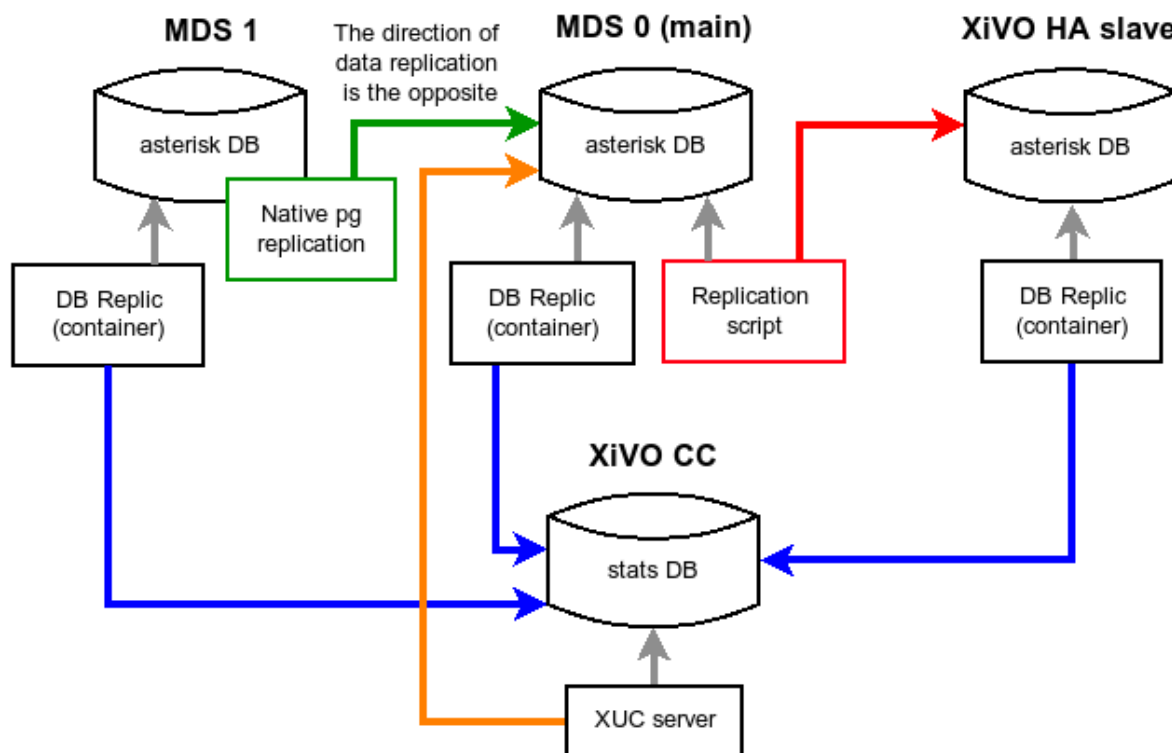 MDS 1
The direction of
data replication
is the opposite
MDS 0 (main)
XiVO HA slave
asterisk DB
asterisk DB
asterisk DB
Native pg
replication
DB Replic
(container)
DB Replic
(container)
Replication
script
DB Replic
(container)
XiVO CC
stats DB
XUC server